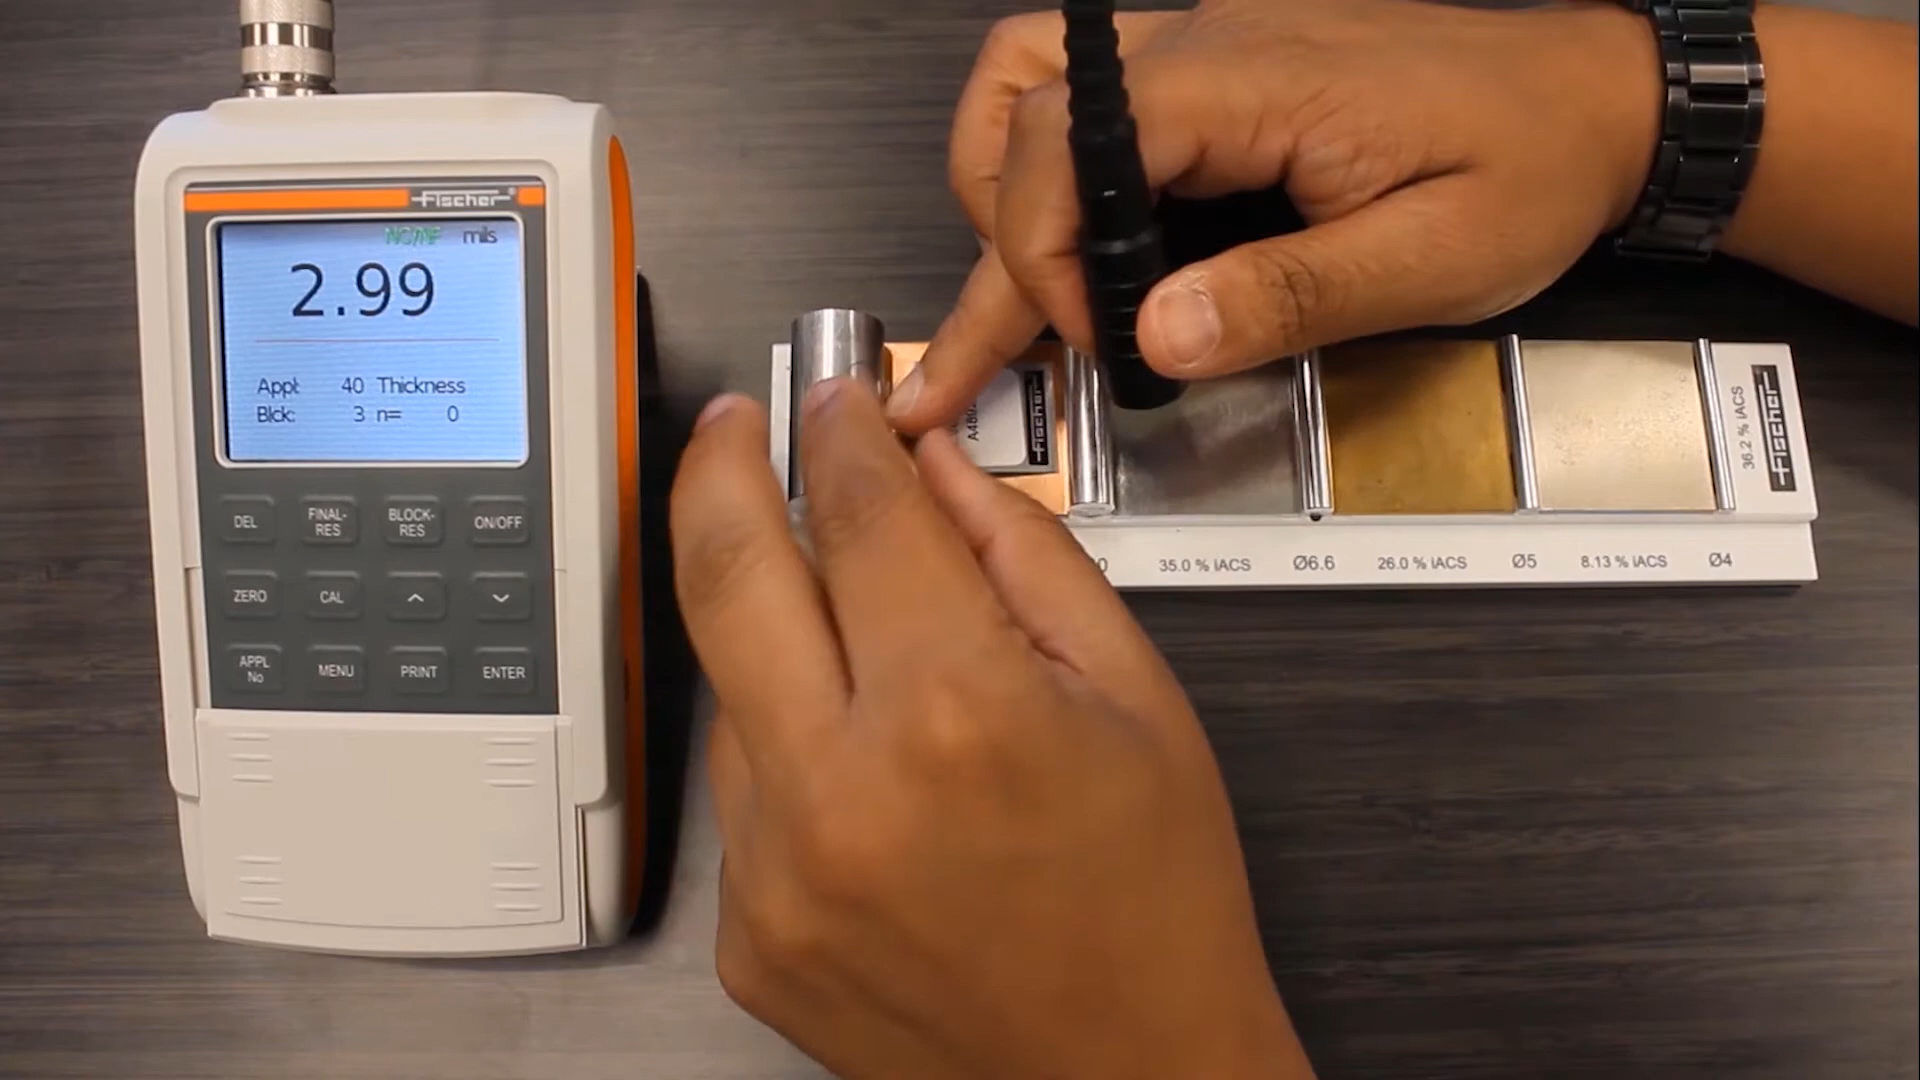 Fischer®
NC/NF mils
2.99
Appl: 40 Thickness
Blck: 3 n= 0
DEL FINAL-RES BLOCK-RES ON/OFF
ZERO CAL
APPL No MENU PRINT ENTER
Fischer
36.2 % IACS
Fischer
35.0 % IACS Ø6.6 26.0 % IACS Ø5 8.13 % IACS Ø4